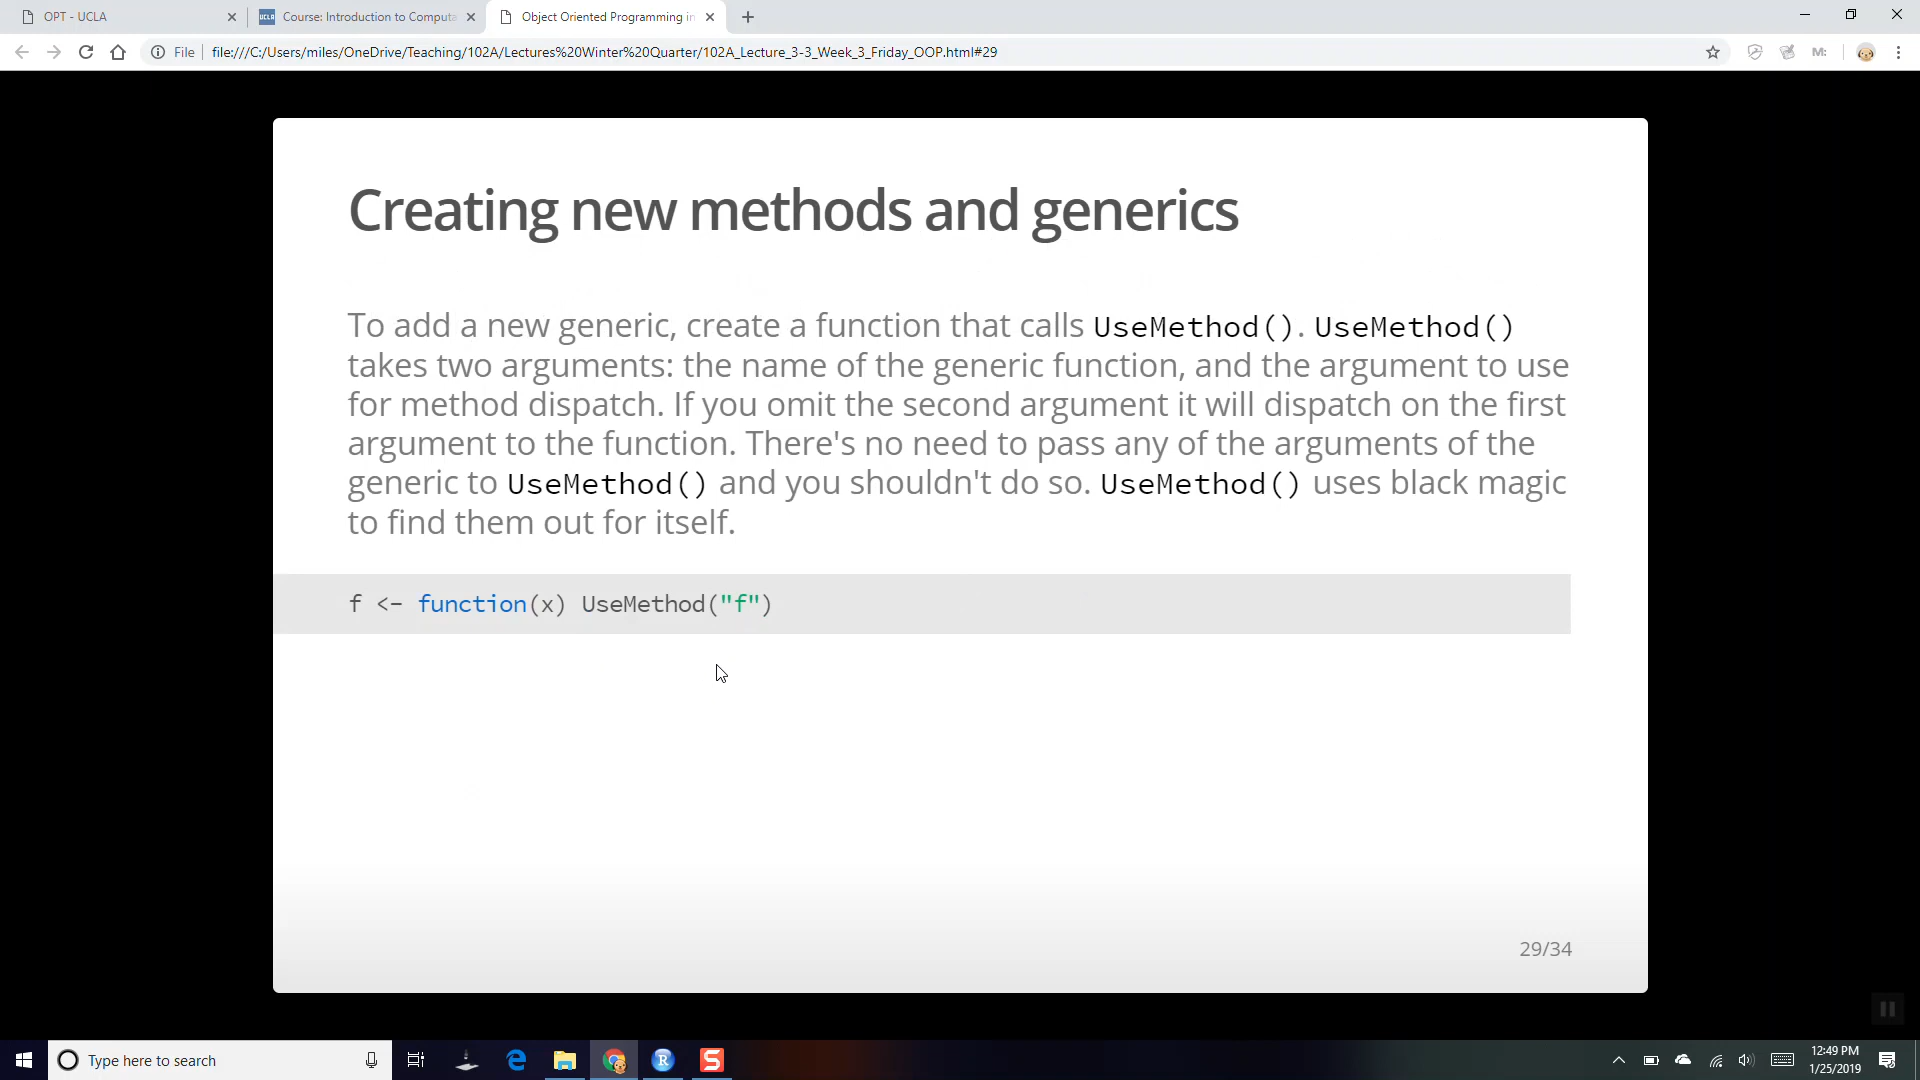 OPT - UCLA
UCLA Course: Introduction to Computa
Object Oriented Programming in
File file:///C:/Users/miles/OneDrive/Teaching/102A/Lectures%20Winter%20Quarter/102A_Lecture_3-3_Week_3_Friday_OOP.html#29
M:
Creating new methods and generics
To add a new generic, create a function that calls UseMethod(). UseMethod()
takes two arguments: the name of the generic function, and the argument to use
for method dispatch. If you omit the second argument it will dispatch on the first
argument to the function. There's no need to pass any of the arguments of the
generic to UseMethod() and you shouldn't do so. UseMethod() uses black magic
to find them out for itself.
f <- function(x) UseMethod("f")
29/34
Type here to search
R
S
12:49 PM
1/25/2019